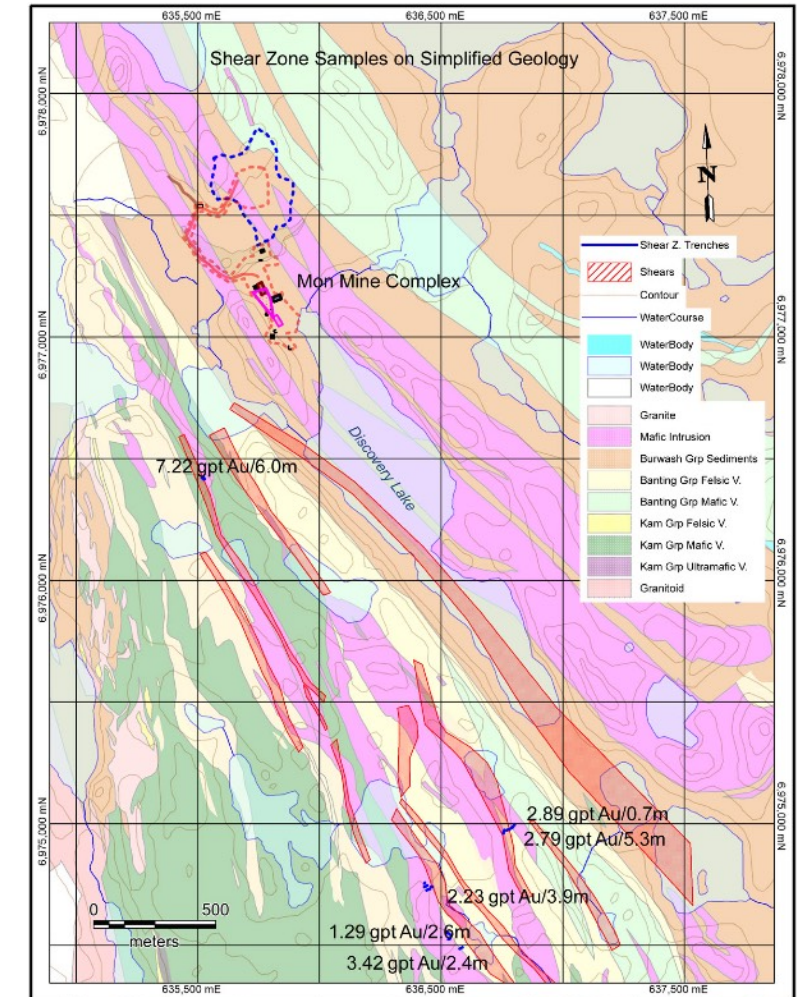 635,500 mE 636,500 mE 637,500 mE
Shear Zone Samples on Simplified Geology
6,978,000 mN 6,978,000 mN
N
Shear Z. Trenches
Shears
Contour
WaterCourse
WaterBody
WaterBody
WaterBody
Granite
Mafic Intrusion
Burwash Grp Sediments
Banting Grp Felsic V.
Banting Grp Mafic V.
Kam Grp Felsic V.
Kam Grp Mafic V.
Kam Grp Ultramafic V.
Granitoid
Mon Mine Complex
6,977,000 mN 6,977,000 mN
Discovery Lake
7.22 gpt Au/6.0m
6,976,000 mN 6,976,000 mN
2.89 gpt Au/0.7m
2.79 gpt Au/5.3m
6,975,000 mN 6,975,000 mN
2.23 gpt Au/3.9m
1.29 gpt Au/2.6m
3.42 gpt Au/2.4m
0 500
meters
635,500 mE 636,500 mE 637,500 mE